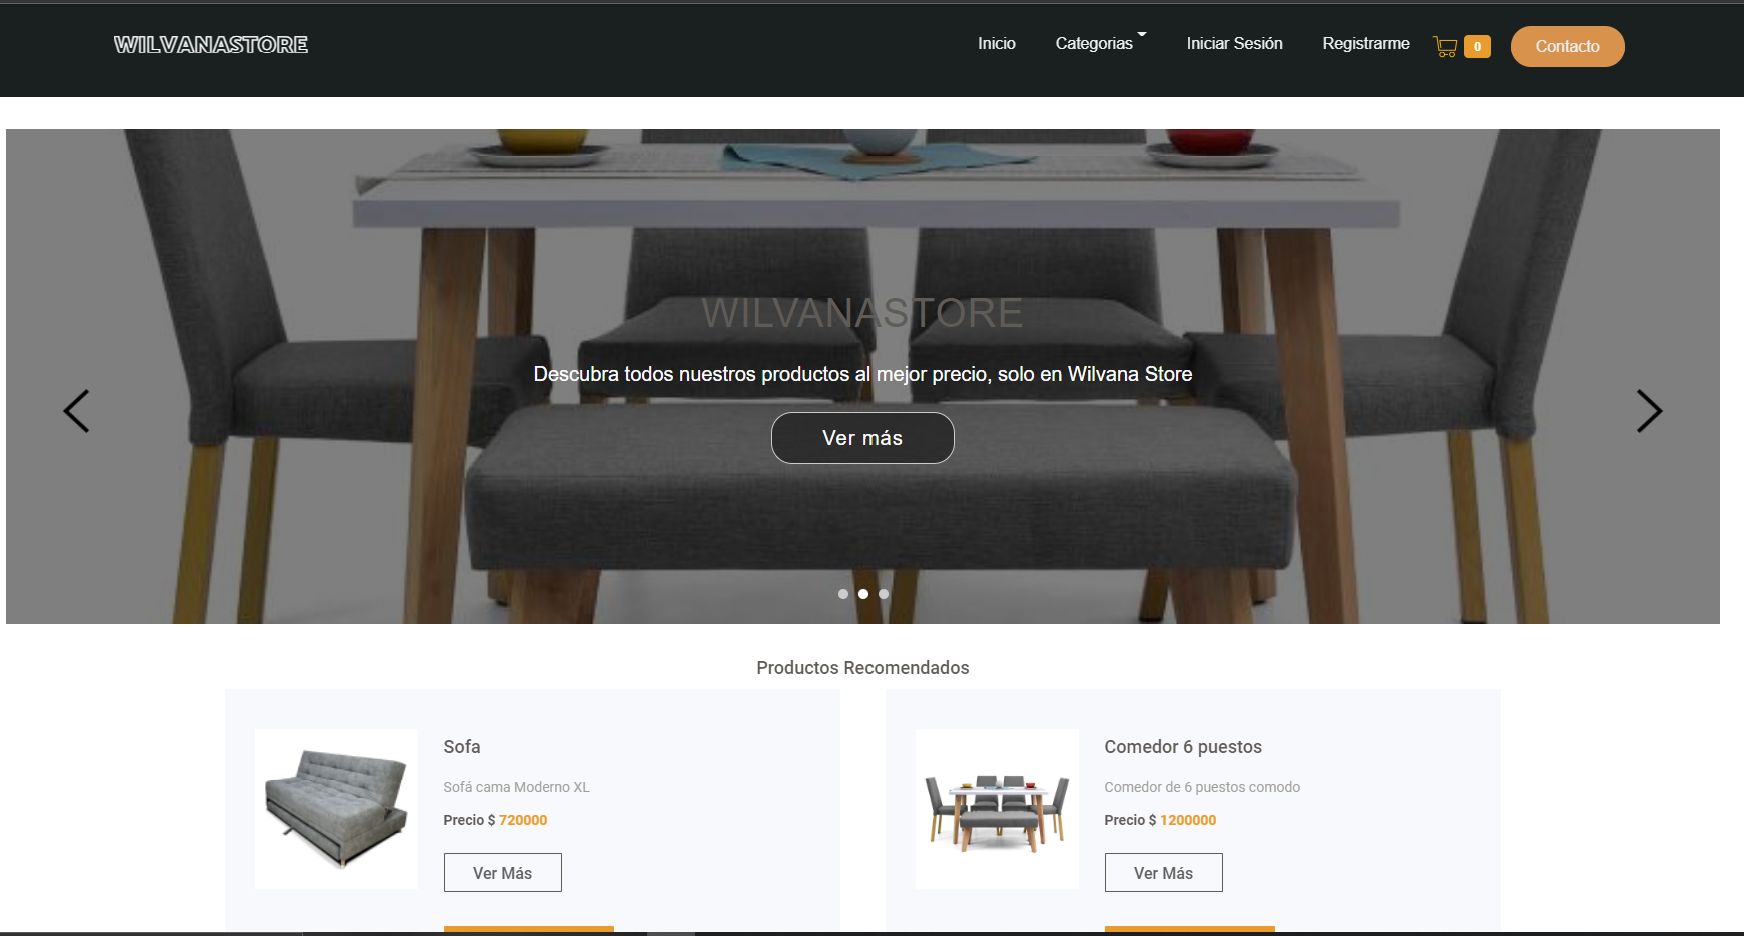 WILVANASTORE
Inicio
Categorias
Iniciar Sesión
Registrarme
0
Contacto
WILVANASTORE
Descubra todos nuestros productos al mejor precio, solo en Wilvana Store
Ver más
Productos Recomendados
Sofa
Sofá cama Moderno XL
Precio $ 720000
Ver Más
Comedor 6 puestos
Comedor de 6 puestos comodo
Precio $ 1200000
Ver Más